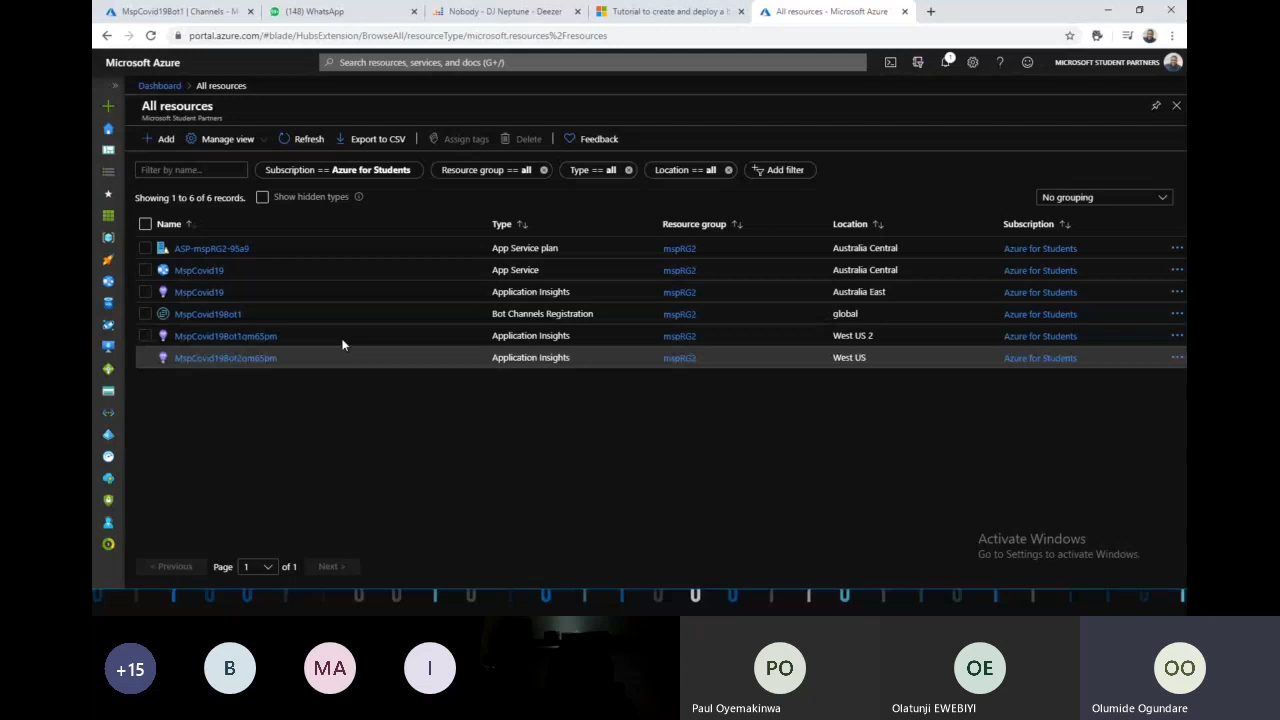 MspCovid19Bot1 | Channels - M
(148) WhatsApp
Nobody - DJ Neptune - Deezer
Tutorial to create and deploy a b
All resources - Microsoft Azure
portal.azure.com/#blade/HubsExtension/BrowseAll/resourceType/microsoft.resources%2Fresources
Microsoft Azure
Search resources, services, and docs (G+/)
1
MICROSOFT STUDENT PARTNERS
Dashboard > All resources
All resources
Microsoft Student Partners
Add Manage view Refresh Export to CSV Assign tags Delete Feedback
Filter by name... Subscription == Azure for Students Resource group == all Type == all Location == all Add filter
Showing 1 to 6 of 6 records. Show hidden types No grouping
Name Type Resource group Location Subscription
ASP-mspRG2-95a9 App Service plan mspRG2 Australia Central Azure for Students
MspCovid19 App Service mspRG2 Australia Central Azure for Students
MspCovid19 Application Insights mspRG2 Australia East Azure for Students
MspCovid19Bot1 Bot Channels Registration mspRG2 global Azure for Students
MspCovid19Bot1qm65pm Application Insights mspRG2 West US 2 Azure for Students
MspCovid19Bot2qm65pm Application Insights mspRG2 West US Azure for Students
Activate Windows
Go to Settings to activate Windows.
< Previous Page 1 of 1 Next >
+15 B MA I PO OE OO
Paul Oyemakinwa Olatunji EWEBIYI Olumide Ogundare